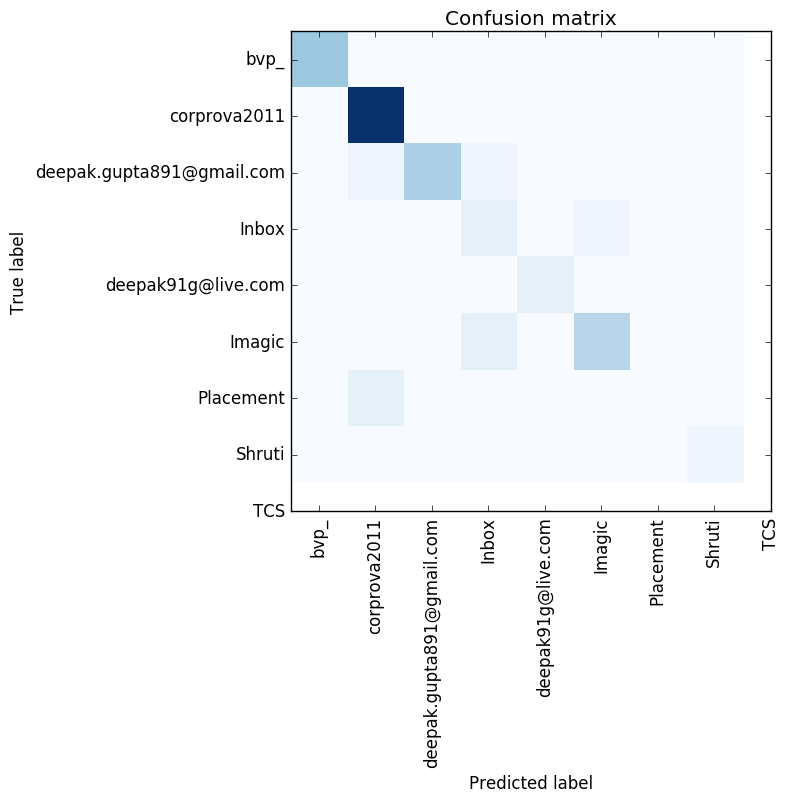 Confusion matrix
True label
bvp_
corprova2011
deepak.gupta891@gmail.com
Inbox
deepak91g@live.com
Imagic
Placement
Shruti
TCS
bvp_
corprova2011
deepak.gupta891@gmail.com
Inbox
deepak91g@live.com
Imagic
Placement
Shruti
TCS
Predicted label